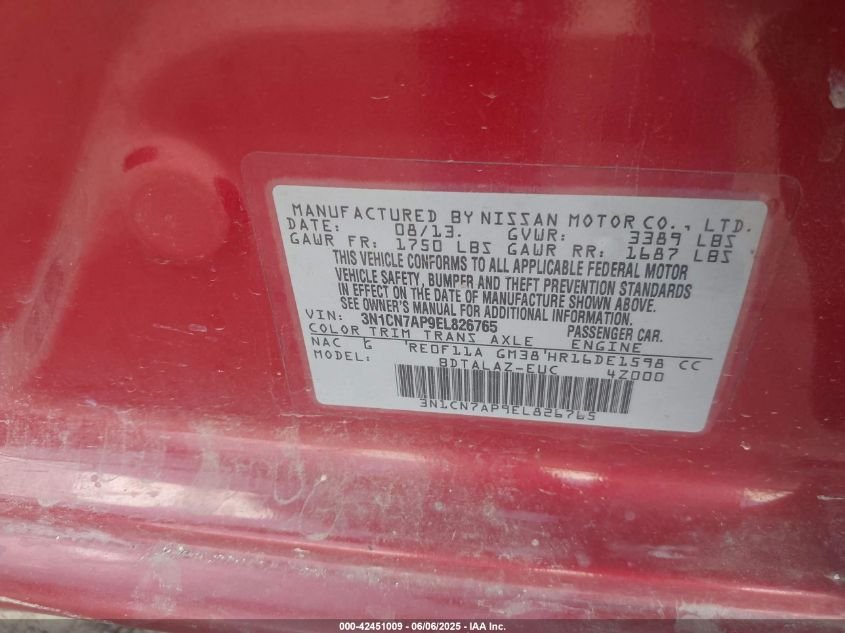 MANUFACTURED BY NISSAN MOTOR CO., LTD.
DATE: 08/13. GVWR: 3389 LBS
GAWR FR: 1750 LBS GAWR RR: 1687 LBS
THIS VEHICLE CONFORMS TO ALL APPLICABLE FEDERAL MOTOR
VEHICLE SAFETY, BUMPER AND THEFT PREVENTION STANDARDS
IN EFFECT ON THE DATE OF MANUFACTURE SHOWN ABOVE.
SEE OWNER'S MANUAL FOR ADDITIONAL INFORMATION.
VIN: 3N1CN7AP9EL826765 PASSENGER CAR.
COLOR TRIM TRANS AXLE ENGINE
NAC G RE0F11A GM38 HR16DE1598 CC
MODEL: BDTALAZ-EUC 4Z000
3N1CN7AP9EL826765
000-42451009 - 06/06/2025 - IAA Inc.